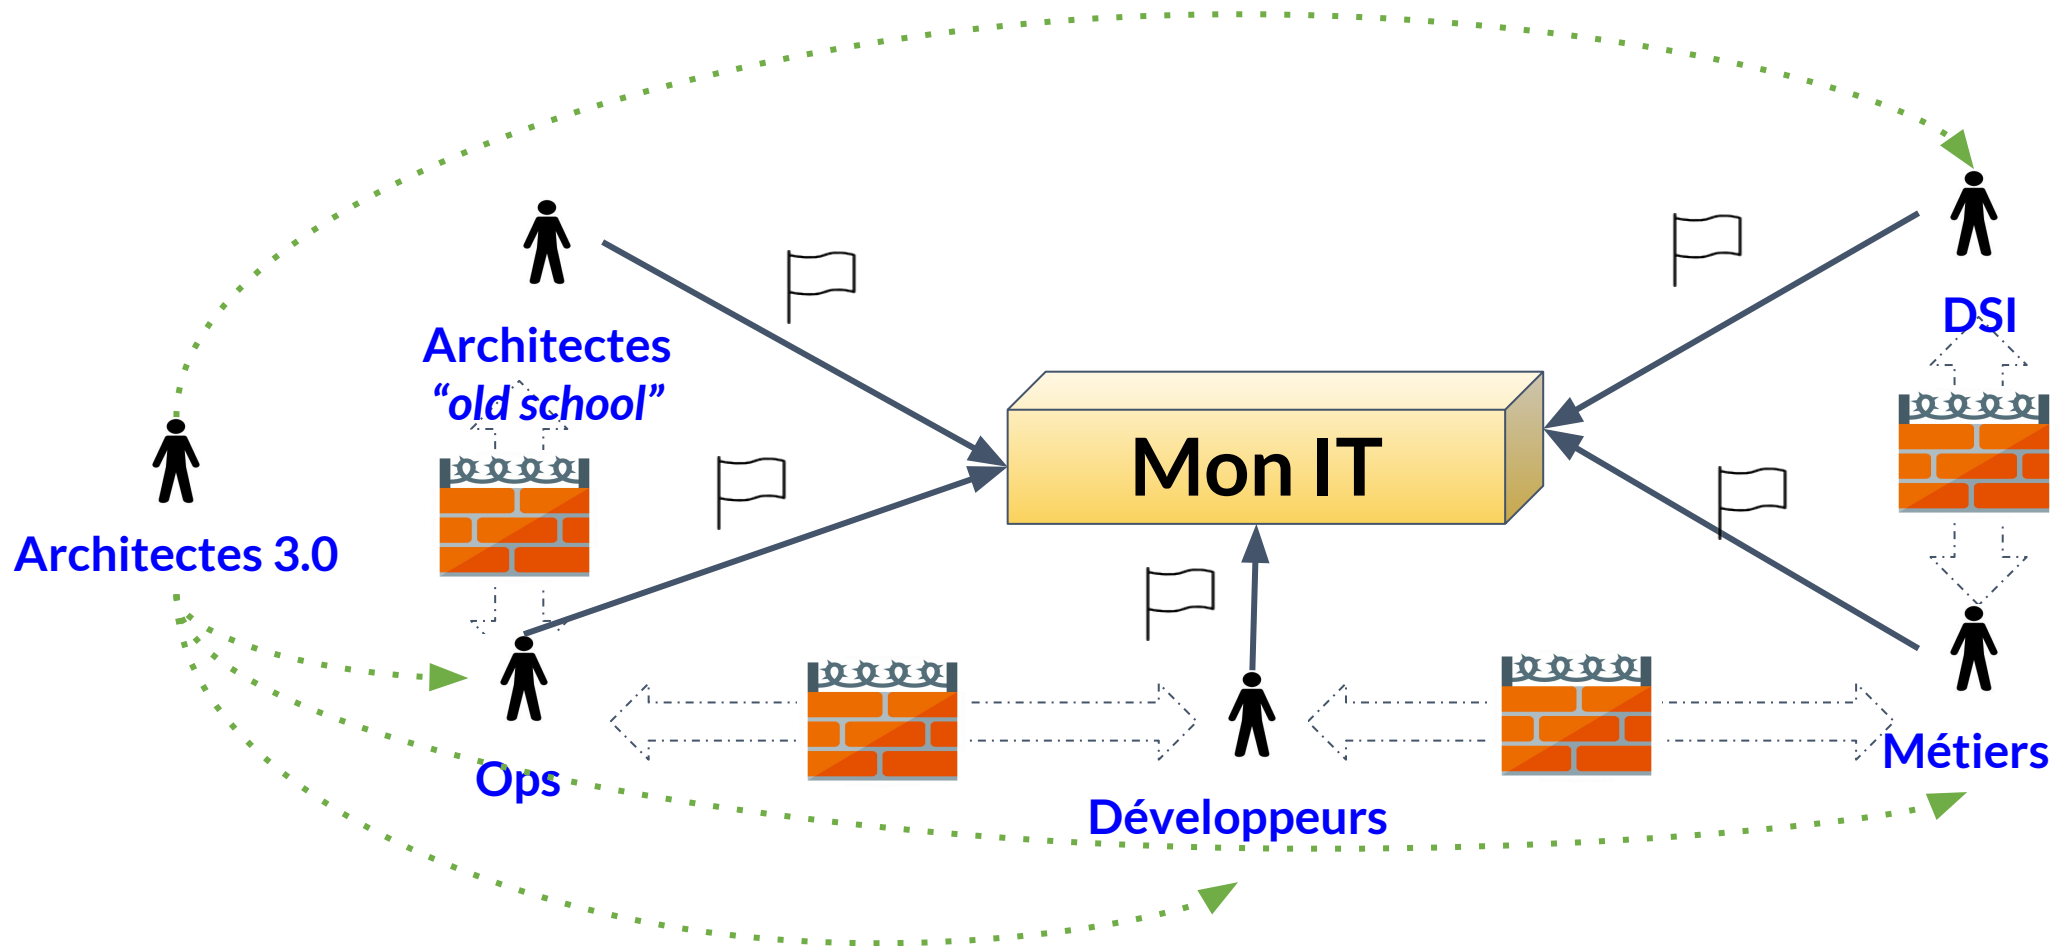 DSI
Architectes
“old school”
Mon IT
Architectes 3.0
Ops
Métiers
Développeurs